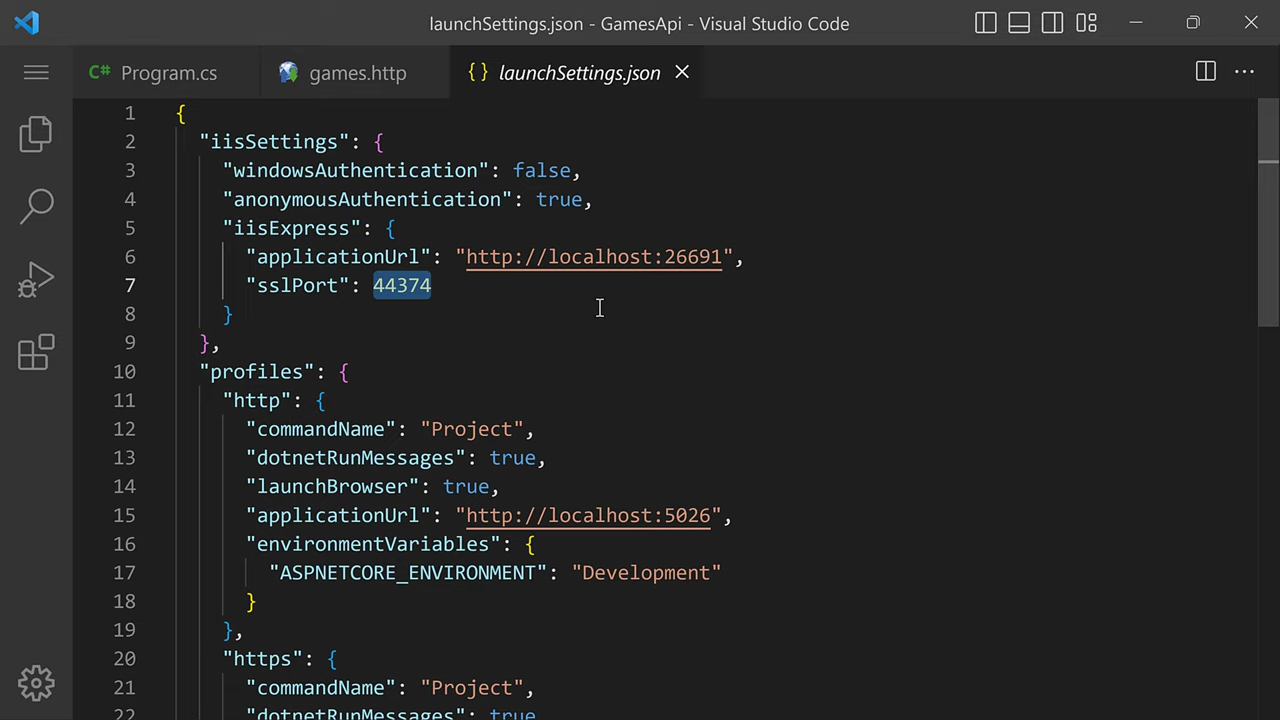 launchSettings.json - GamesApi - Visual Studio Code
C# Program.cs
games.http
{} launchSettings.json
1 {
2 "iisSettings": {
3 "windowsAuthentication": false,
4 "anonymousAuthentication": true,
5 "iisExpress": {
6 "applicationUrl": "http://localhost:26691",
7 "sslPort": 44374
8 }
9 },
10 "profiles": {
11 "http": {
12 "commandName": "Project",
13 "dotnetRunMessages": true,
14 "launchBrowser": true,
15 "applicationUrl": "http://localhost:5026",
16 "environmentVariables": {
17 "ASPNETCORE_ENVIRONMENT": "Development"
18 }
19 },
20 "https": {
21 "commandName": "Project",
22 "dotnetRunMessages": true,